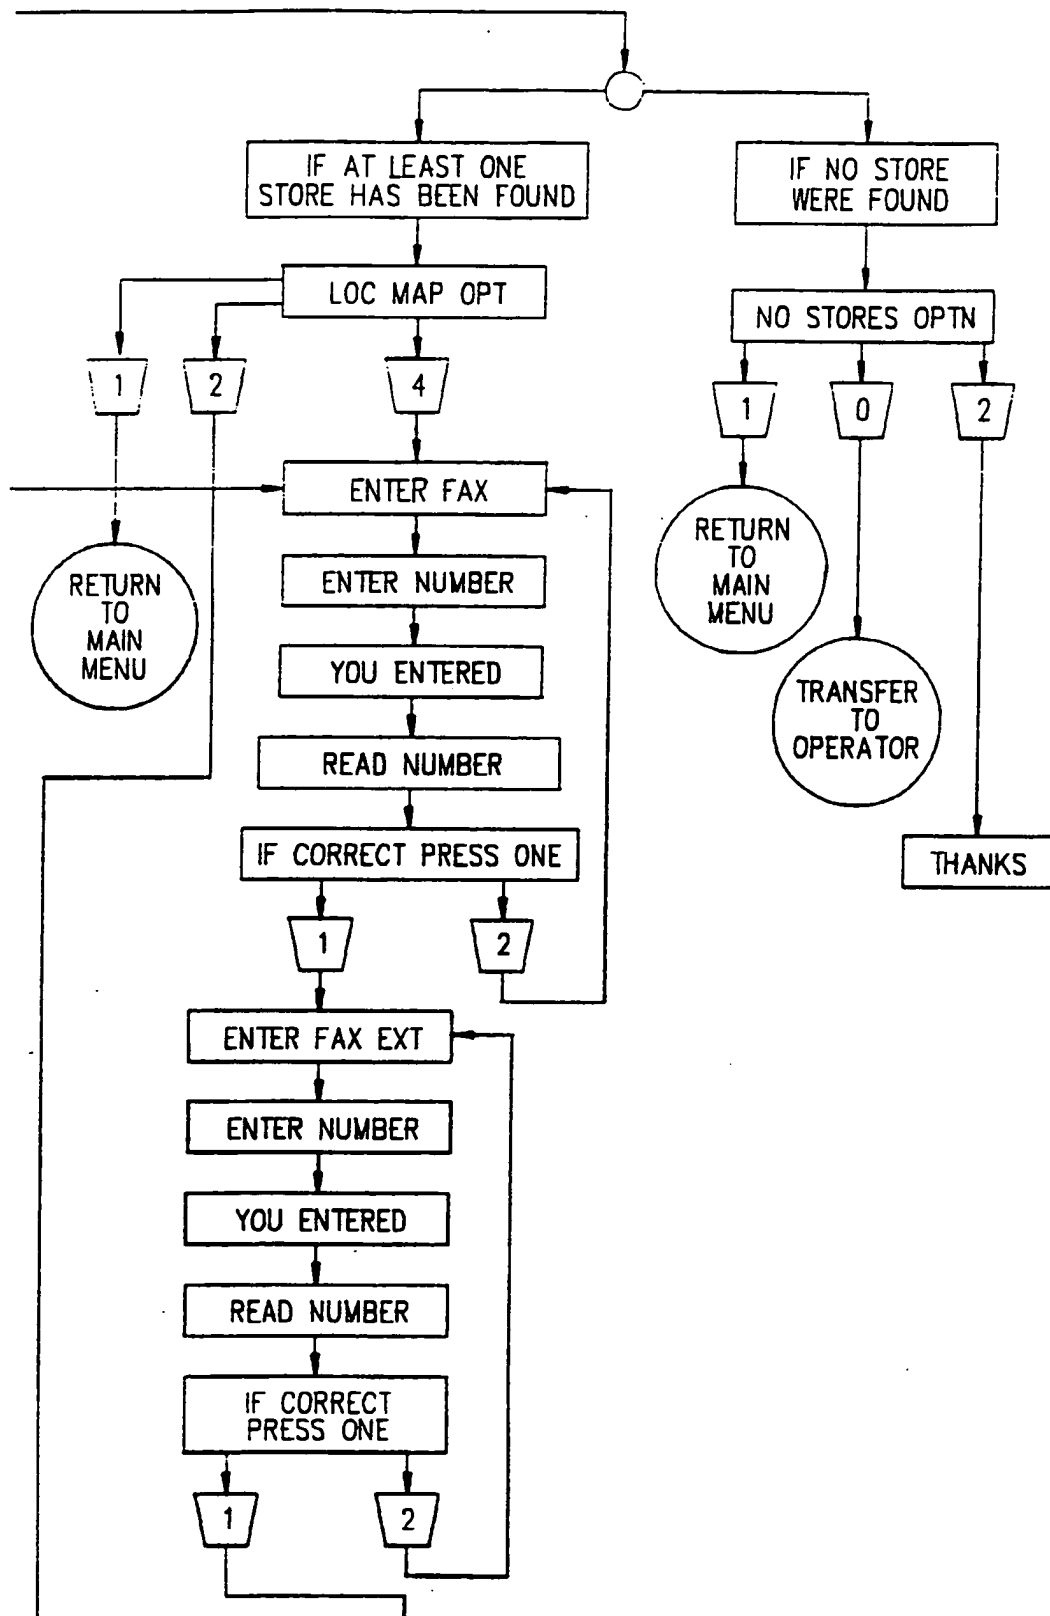 IF AT LEAST ONE
STORE HAS BEEN FOUND
IF NO STORE
WERE FOUND
LOC MAP OPT
NO STORES OPTN
1
2
4
1
0
2
ENTER FAX
RETURN
TO
MAIN
MENU
RETURN
TO
MAIN
MENU
ENTER NUMBER
YOU ENTERED
TRANSFER
TO
OPERATOR
READ NUMBER
IF CORRECT PRESS ONE
THANKS
1
2
ENTER FAX EXT
ENTER NUMBER
YOU ENTERED
READ NUMBER
IF CORRECT
PRESS ONE
1
2